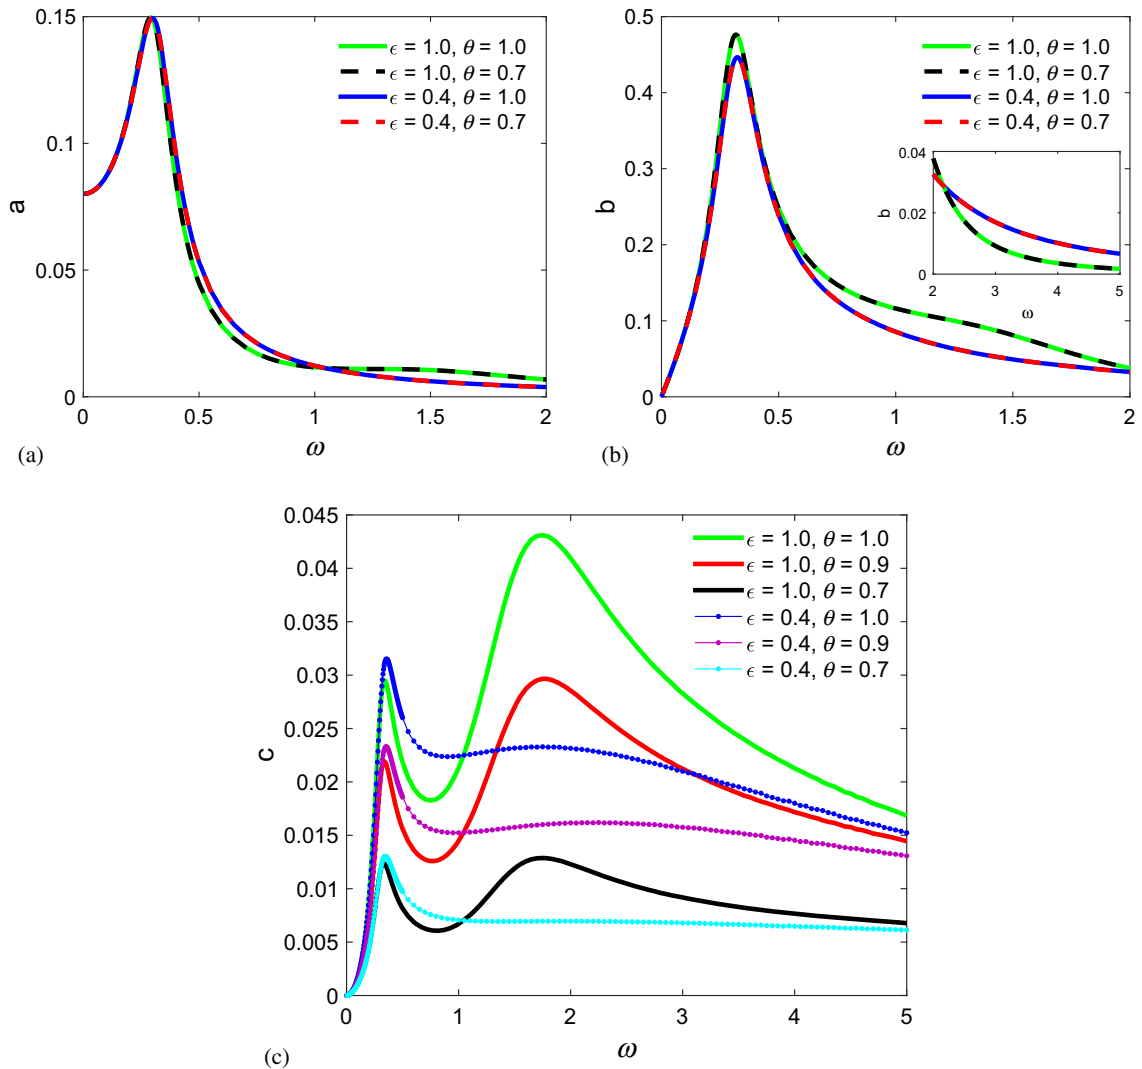 0.15
0.1
0.05
0
a
0 0.5 1 1.5 2
ω
ϵ = 1.0, θ = 1.0
ϵ = 1.0, θ = 0.7
ϵ = 0.4, θ = 1.0
ϵ = 0.4, θ = 0.7
(a)
0.5
0.4
0.3
0.2
0.1
0
b
0 0.5 1 1.5 2
ω
ϵ = 1.0, θ = 1.0
ϵ = 1.0, θ = 0.7
ϵ = 0.4, θ = 1.0
ϵ = 0.4, θ = 0.7
0.04
0.02
0
b
2 3 4 5
ω
(b)
0.045
0.04
0.035
0.03
0.025
0.02
0.015
0.01
0.005
0
c
0 1 2 3 4 5
ω
ϵ = 1.0, θ = 1.0
ϵ = 1.0, θ = 0.9
ϵ = 1.0, θ = 0.7
ϵ = 0.4, θ = 1.0
ϵ = 0.4, θ = 0.9
ϵ = 0.4, θ = 0.7
(c)